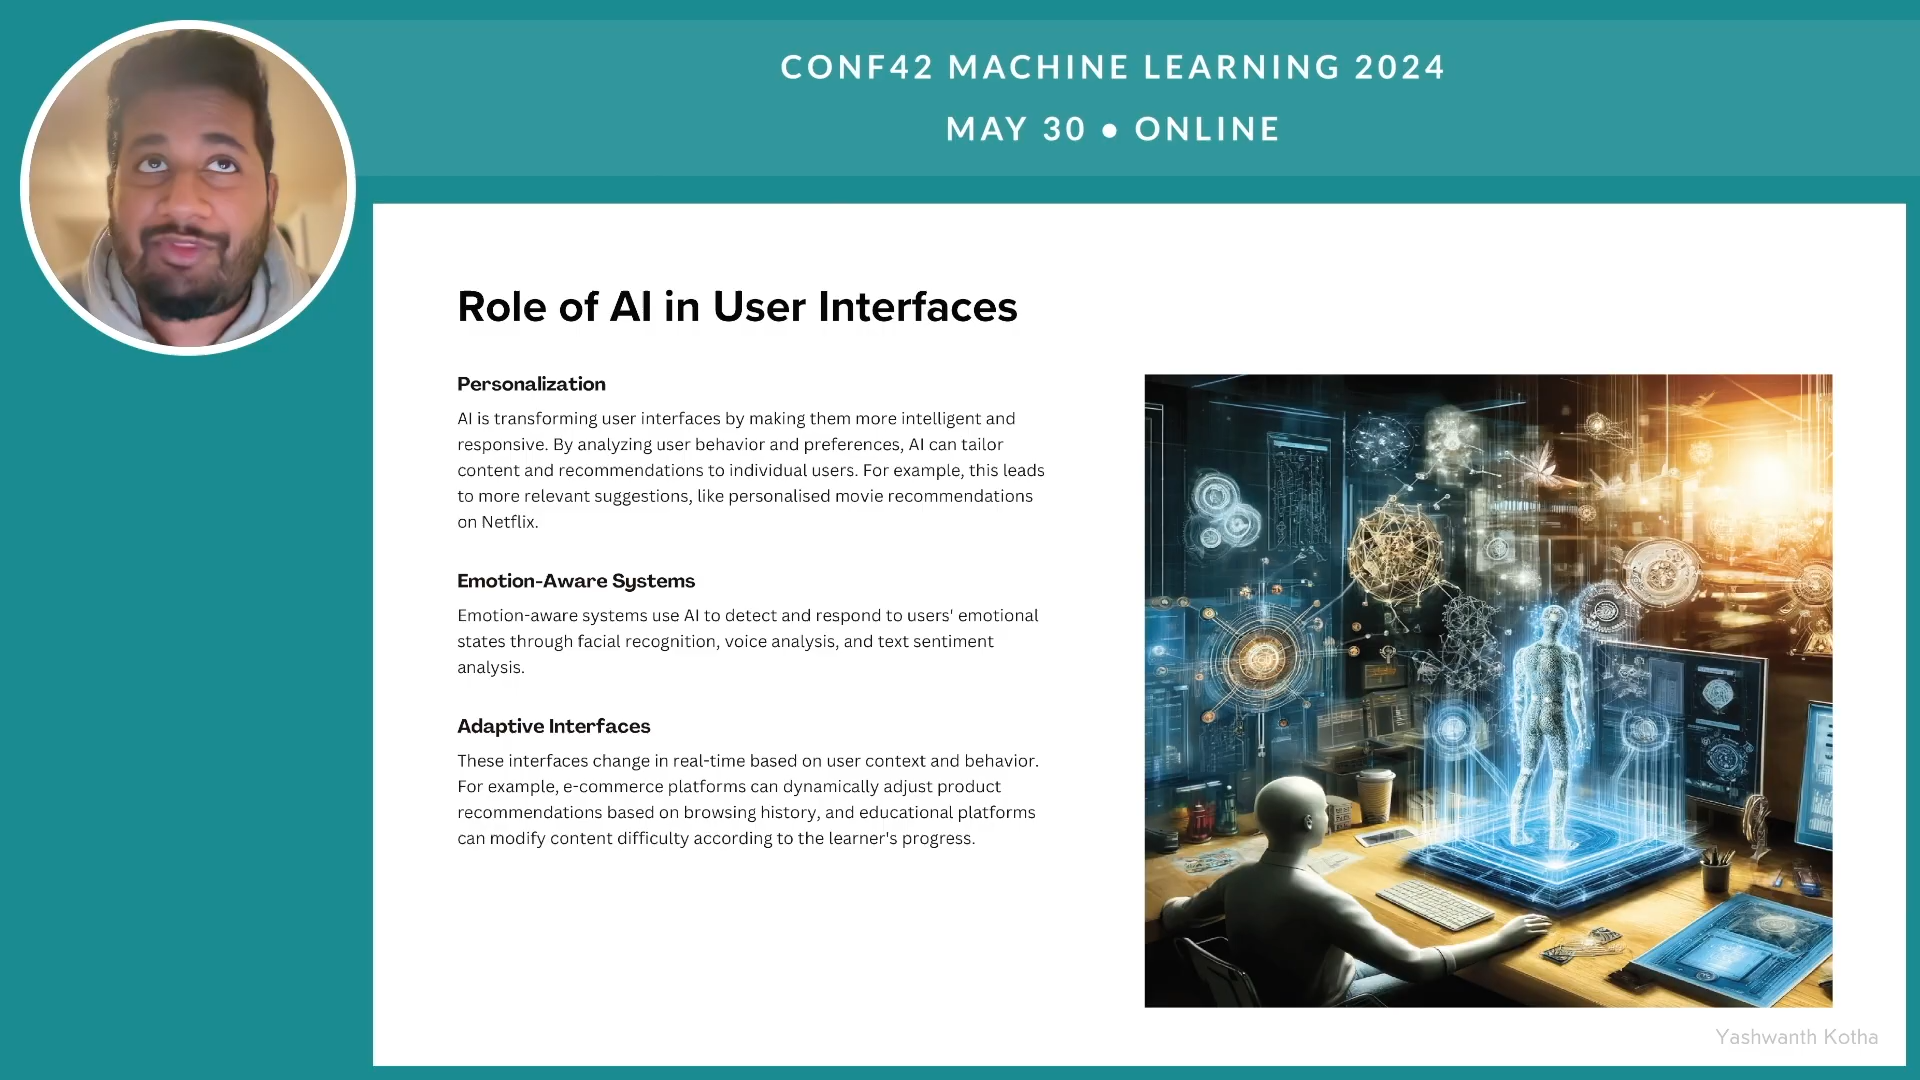 CONF42 MACHINE LEARNING 2024
MAY 30 ● ONLINE
Role of AI in User Interfaces
Personalization
AI is transforming user interfaces by making them more intelligent and
responsive. By analyzing user behavior and preferences, AI can tailor
content and recommendations to individual users. For example, this leads
to more relevant suggestions, like personalised movie recommendations
on Netflix.
Emotion-Aware Systems
Emotion-aware systems use AI to detect and respond to users' emotional
states through facial recognition, voice analysis, and text sentiment
analysis.
Adaptive Interfaces
These interfaces change in real-time based on user context and behavior.
For example, e-commerce platforms can dynamically adjust product
recommendations based on browsing history, and educational platforms
can modify content difficulty according to the learner's progress.
Yashwanth Kotha